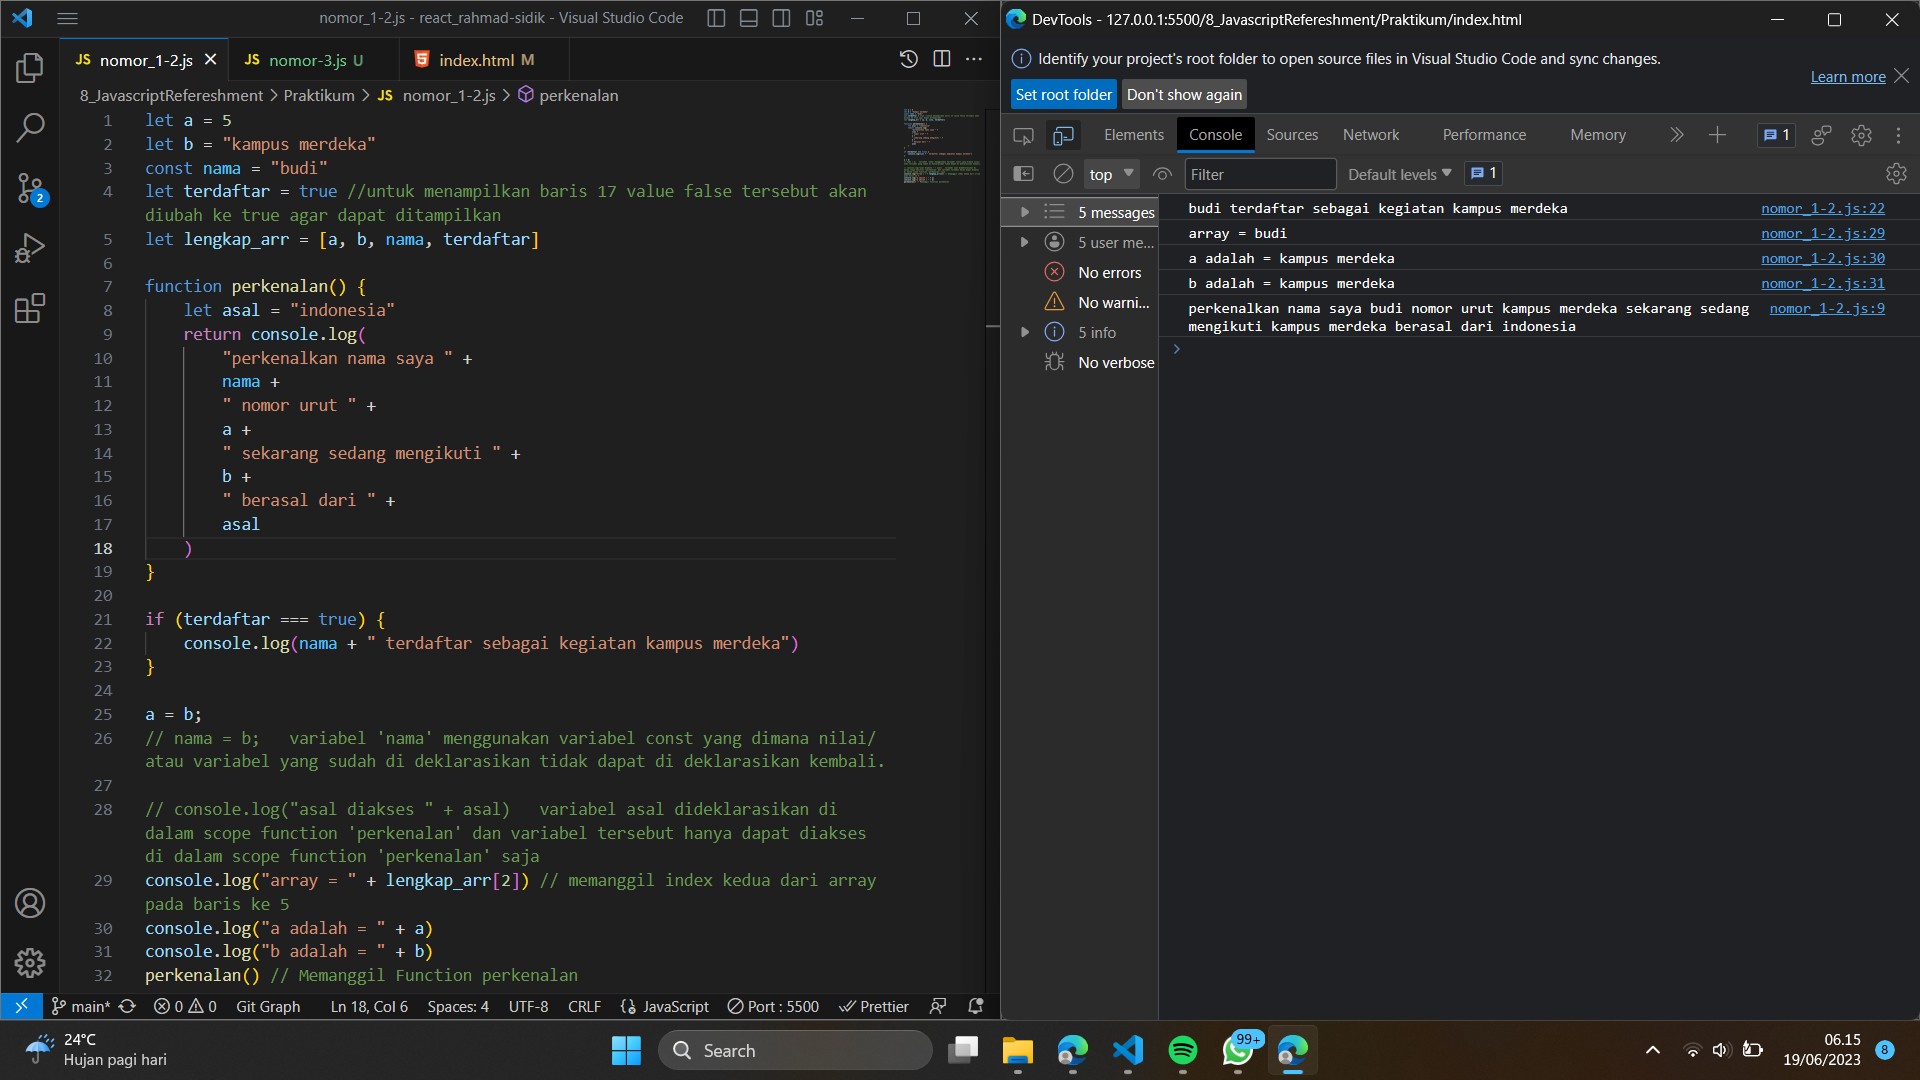 nomor_1-2.js - react_rahmad-sidik - Visual Studio Code
JS nomor_1-2.js
JS nomor-3.js U
index.html M
8_JavascriptRefereshment > Praktikum > JS nomor_1-2.js > perkenalan
1 let a = 5
2 let b = "kampus merdeka"
3 const nama = "budi"
4 let terdaftar = true //untuk menampilkan baris 17 value false tersebut akan
diubah ke true agar dapat ditampilkan
5 let lengkap_arr = [a, b, nama, terdaftar]
6
7 function perkenalan() {
8 let asal = "indonesia"
9 return console.log(
10 "perkenalkan nama saya " +
11 nama +
12 " nomor urut " +
13 a +
14 " sekarang sedang mengikuti " +
15 b +
16 " berasal dari " +
17 asal
18 )
19 }
20
21 if (terdaftar === true) {
22 console.log(nama + " terdaftar sebagai kegiatan kampus merdeka")
23 }
24
25 a = b;
26 // nama = b;   variabel 'nama' menggunakan variabel const yang dimana nilai/
atau variabel yang sudah di deklarasikan tidak dapat di deklarasikan kembali.
27
28 // console.log("asal diakses " + asal)   variabel asal dideklarasikan di
dalam scope function 'perkenalan' dan variabel tersebut hanya dapat diakses
di dalam scope function 'perkenalan' saja
29 console.log("array = " + lengkap_arr[2]) // memanggil index kedua dari array
pada baris ke 5
30 console.log("a adalah = " + a)
31 console.log("b adalah = " + b)
32 perkenalan() // Memanggil Function perkenalan
2
main* 0 0 Git Graph Ln 18, Col 6 Spaces: 4 UTF-8 CRLF JavaScript Port : 5500 Prettier
DevTools - 127.0.0.1:5500/8_JavascriptRefereshment/Praktikum/index.html
Identify your project's root folder to open source files in Visual Studio Code and sync changes.
Learn more
Set root folder
Don't show again
Elements Console Sources Network Performance Memory 1
top Filter Default levels 1
5 messages
5 user me...
No errors
No warni...
5 info
No verbose
budi terdaftar sebagai kegiatan kampus merdeka nomor_1-2.js:22
array = budi nomor_1-2.js:29
a adalah = kampus merdeka nomor_1-2.js:30
b adalah = kampus merdeka nomor_1-2.js:31
perkenalkan nama saya budi nomor urut kampus merdeka sekarang sedang nomor_1-2.js:9
mengikuti kampus merdeka berasal dari indonesia
24°C
Hujan pagi hari
Search
99+
06.15
19/06/2023
8